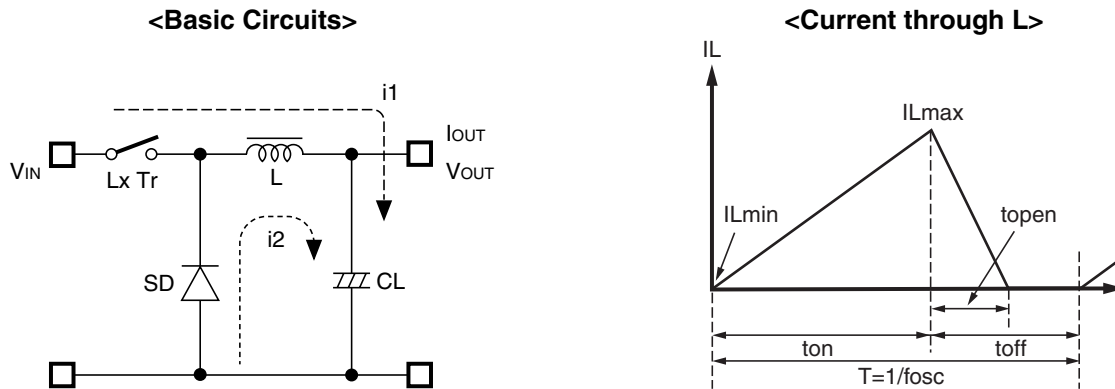 <Basic Circuits>
i1
IOUT
VIN
VOUT
Lx Tr
L
i2
SD
CL
<Current through L>
IL
ILmax
ILmin
topen
ton
toff
T=1/fosc